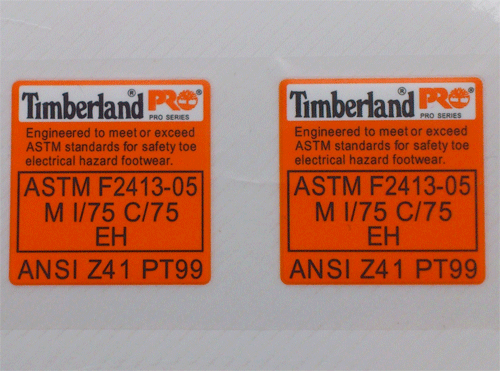 Timberland® PRO®
PRO SERIES
Engineered to meet or exceed
ASTM standards for safety toe
electrical hazard footwear.
ASTM F2413-05
M I/75 C/75
EH
ANSI Z41 PT99
Timberland® PRO®
PRO SERIES
Engineered to meet or exceed
ASTM standards for safety toe
electrical hazard footwear.
ASTM F2413-05
M I/75 C/75
EH
ANSI Z41 PT99